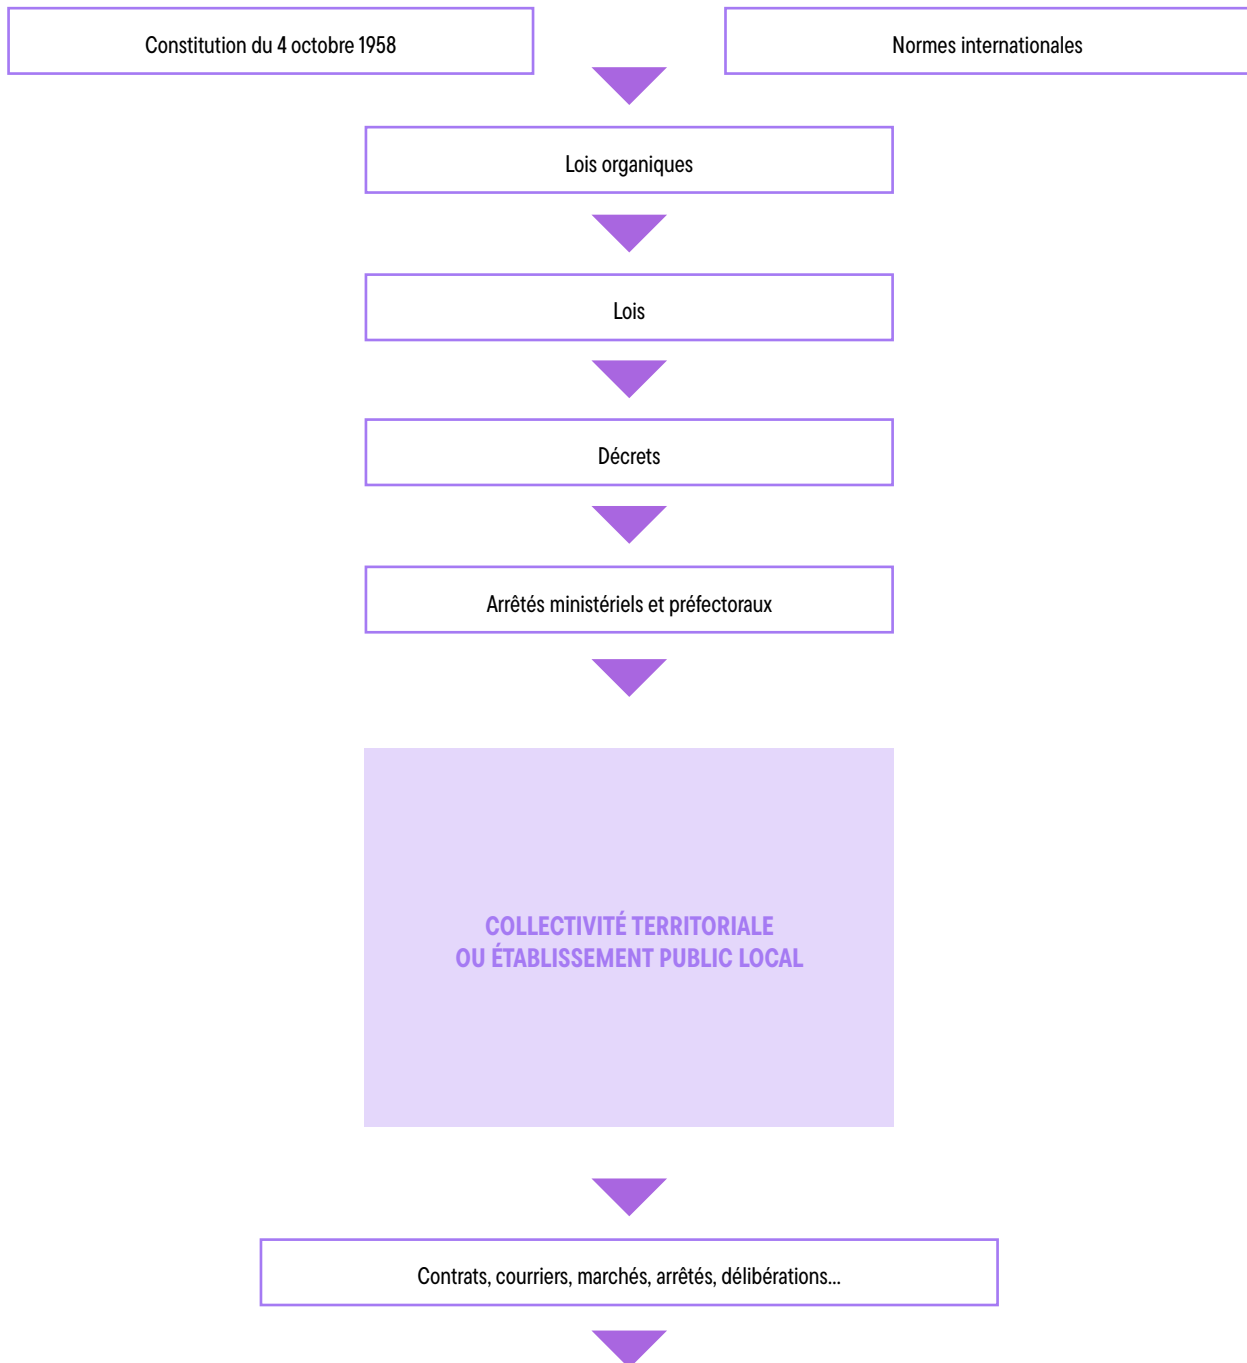 Constitution du 4 octobre 1958
Normes internationales
Lois organiques
Lois
Décrets
Arrêtés ministériels et préfectoraux
COLLECTIVITÉ TERRITORIALE
OU ÉTABLISSEMENT PUBLIC LOCAL
Contrats, courriers, marchés, arrêtés, délibérations...